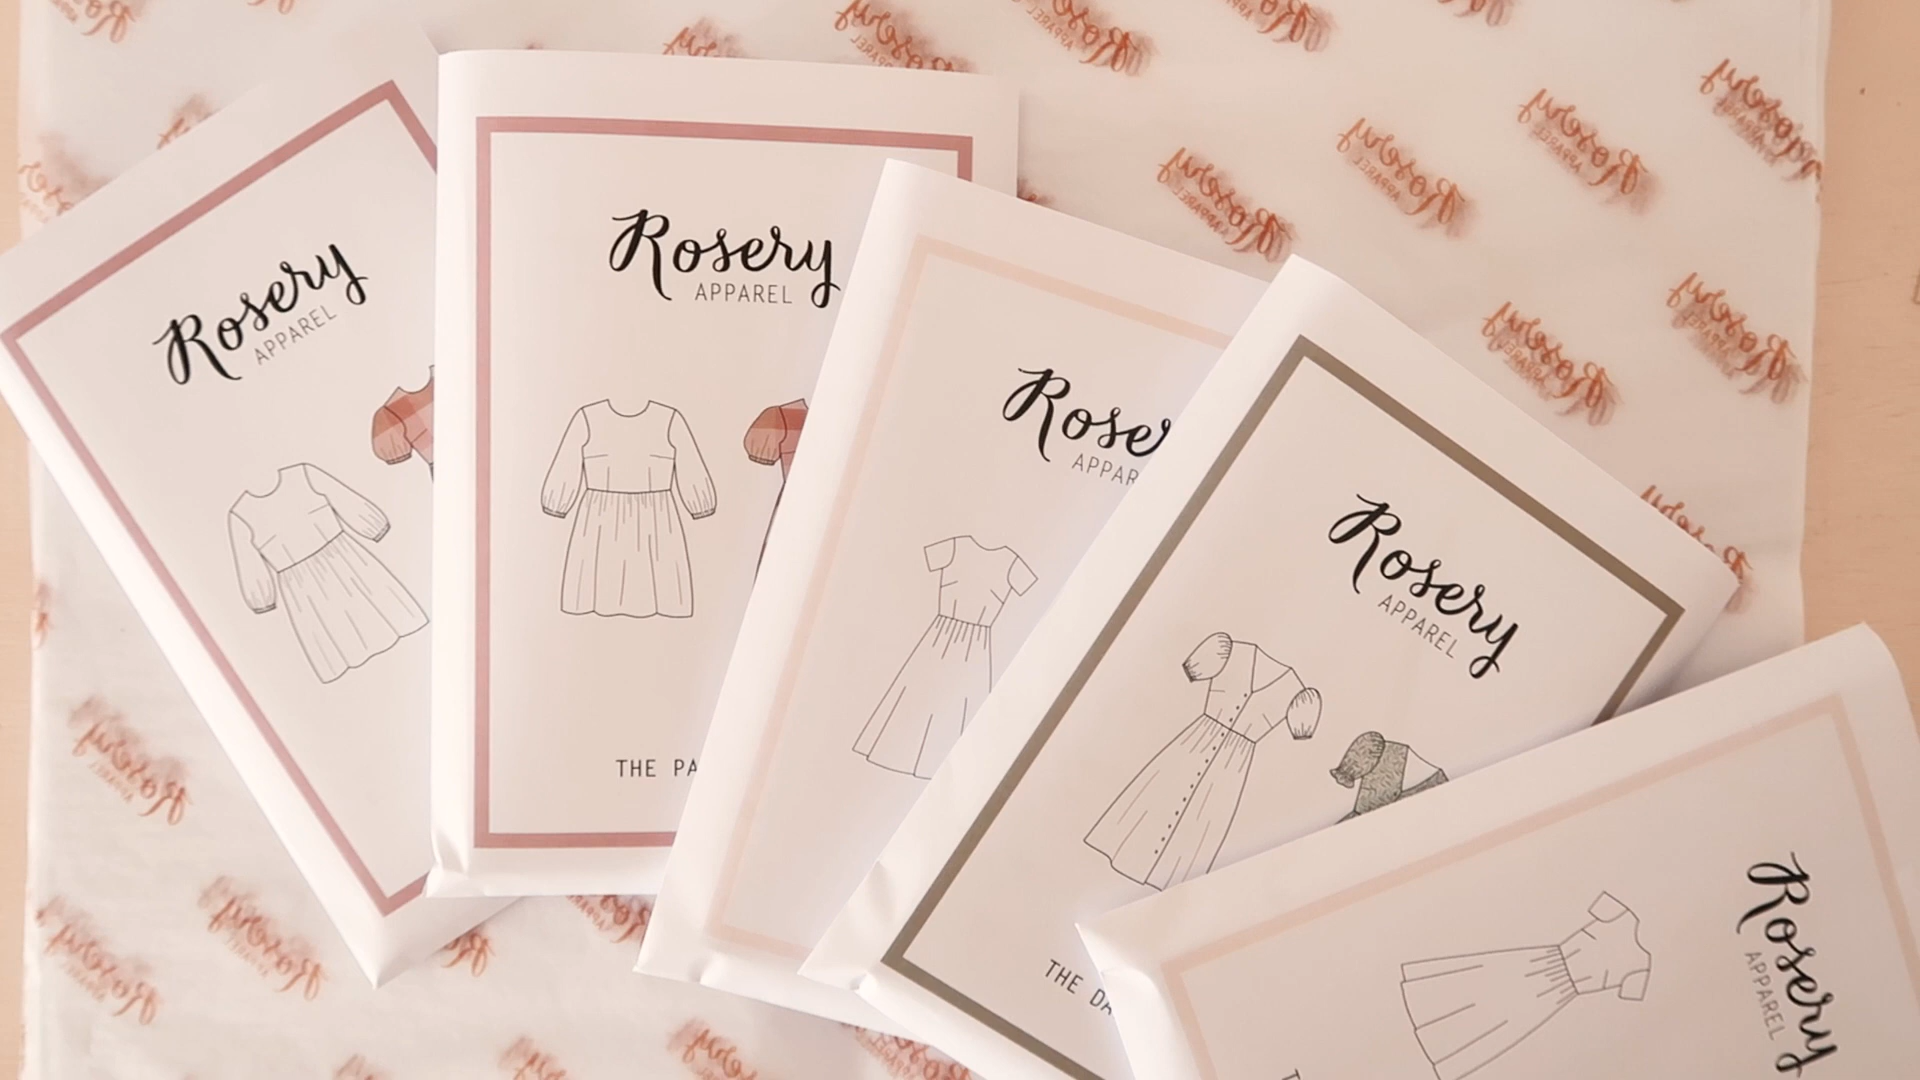 Rosery
APPAREL
Rosery
APPAREL
THE PA
Rose
APPAR
Rosery
APPAREL
THE DA
Rosery
APPAREL